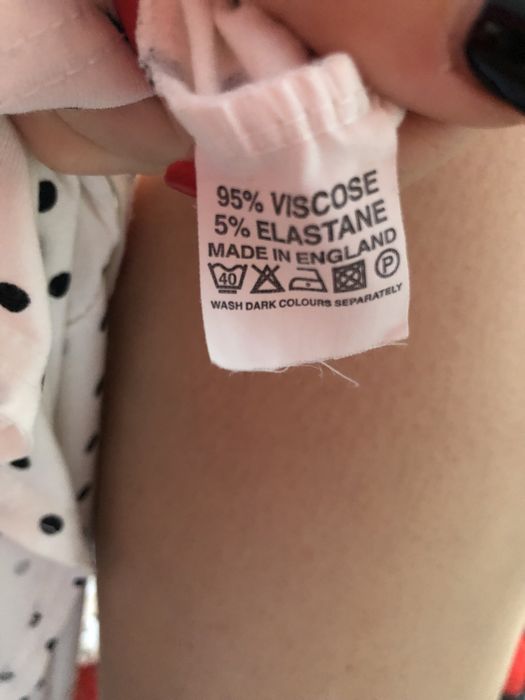 95% VISCOSE
5% ELASTANE
MADE IN ENGLAND
40 P
WASH DARK COLOURS SEPARATELY